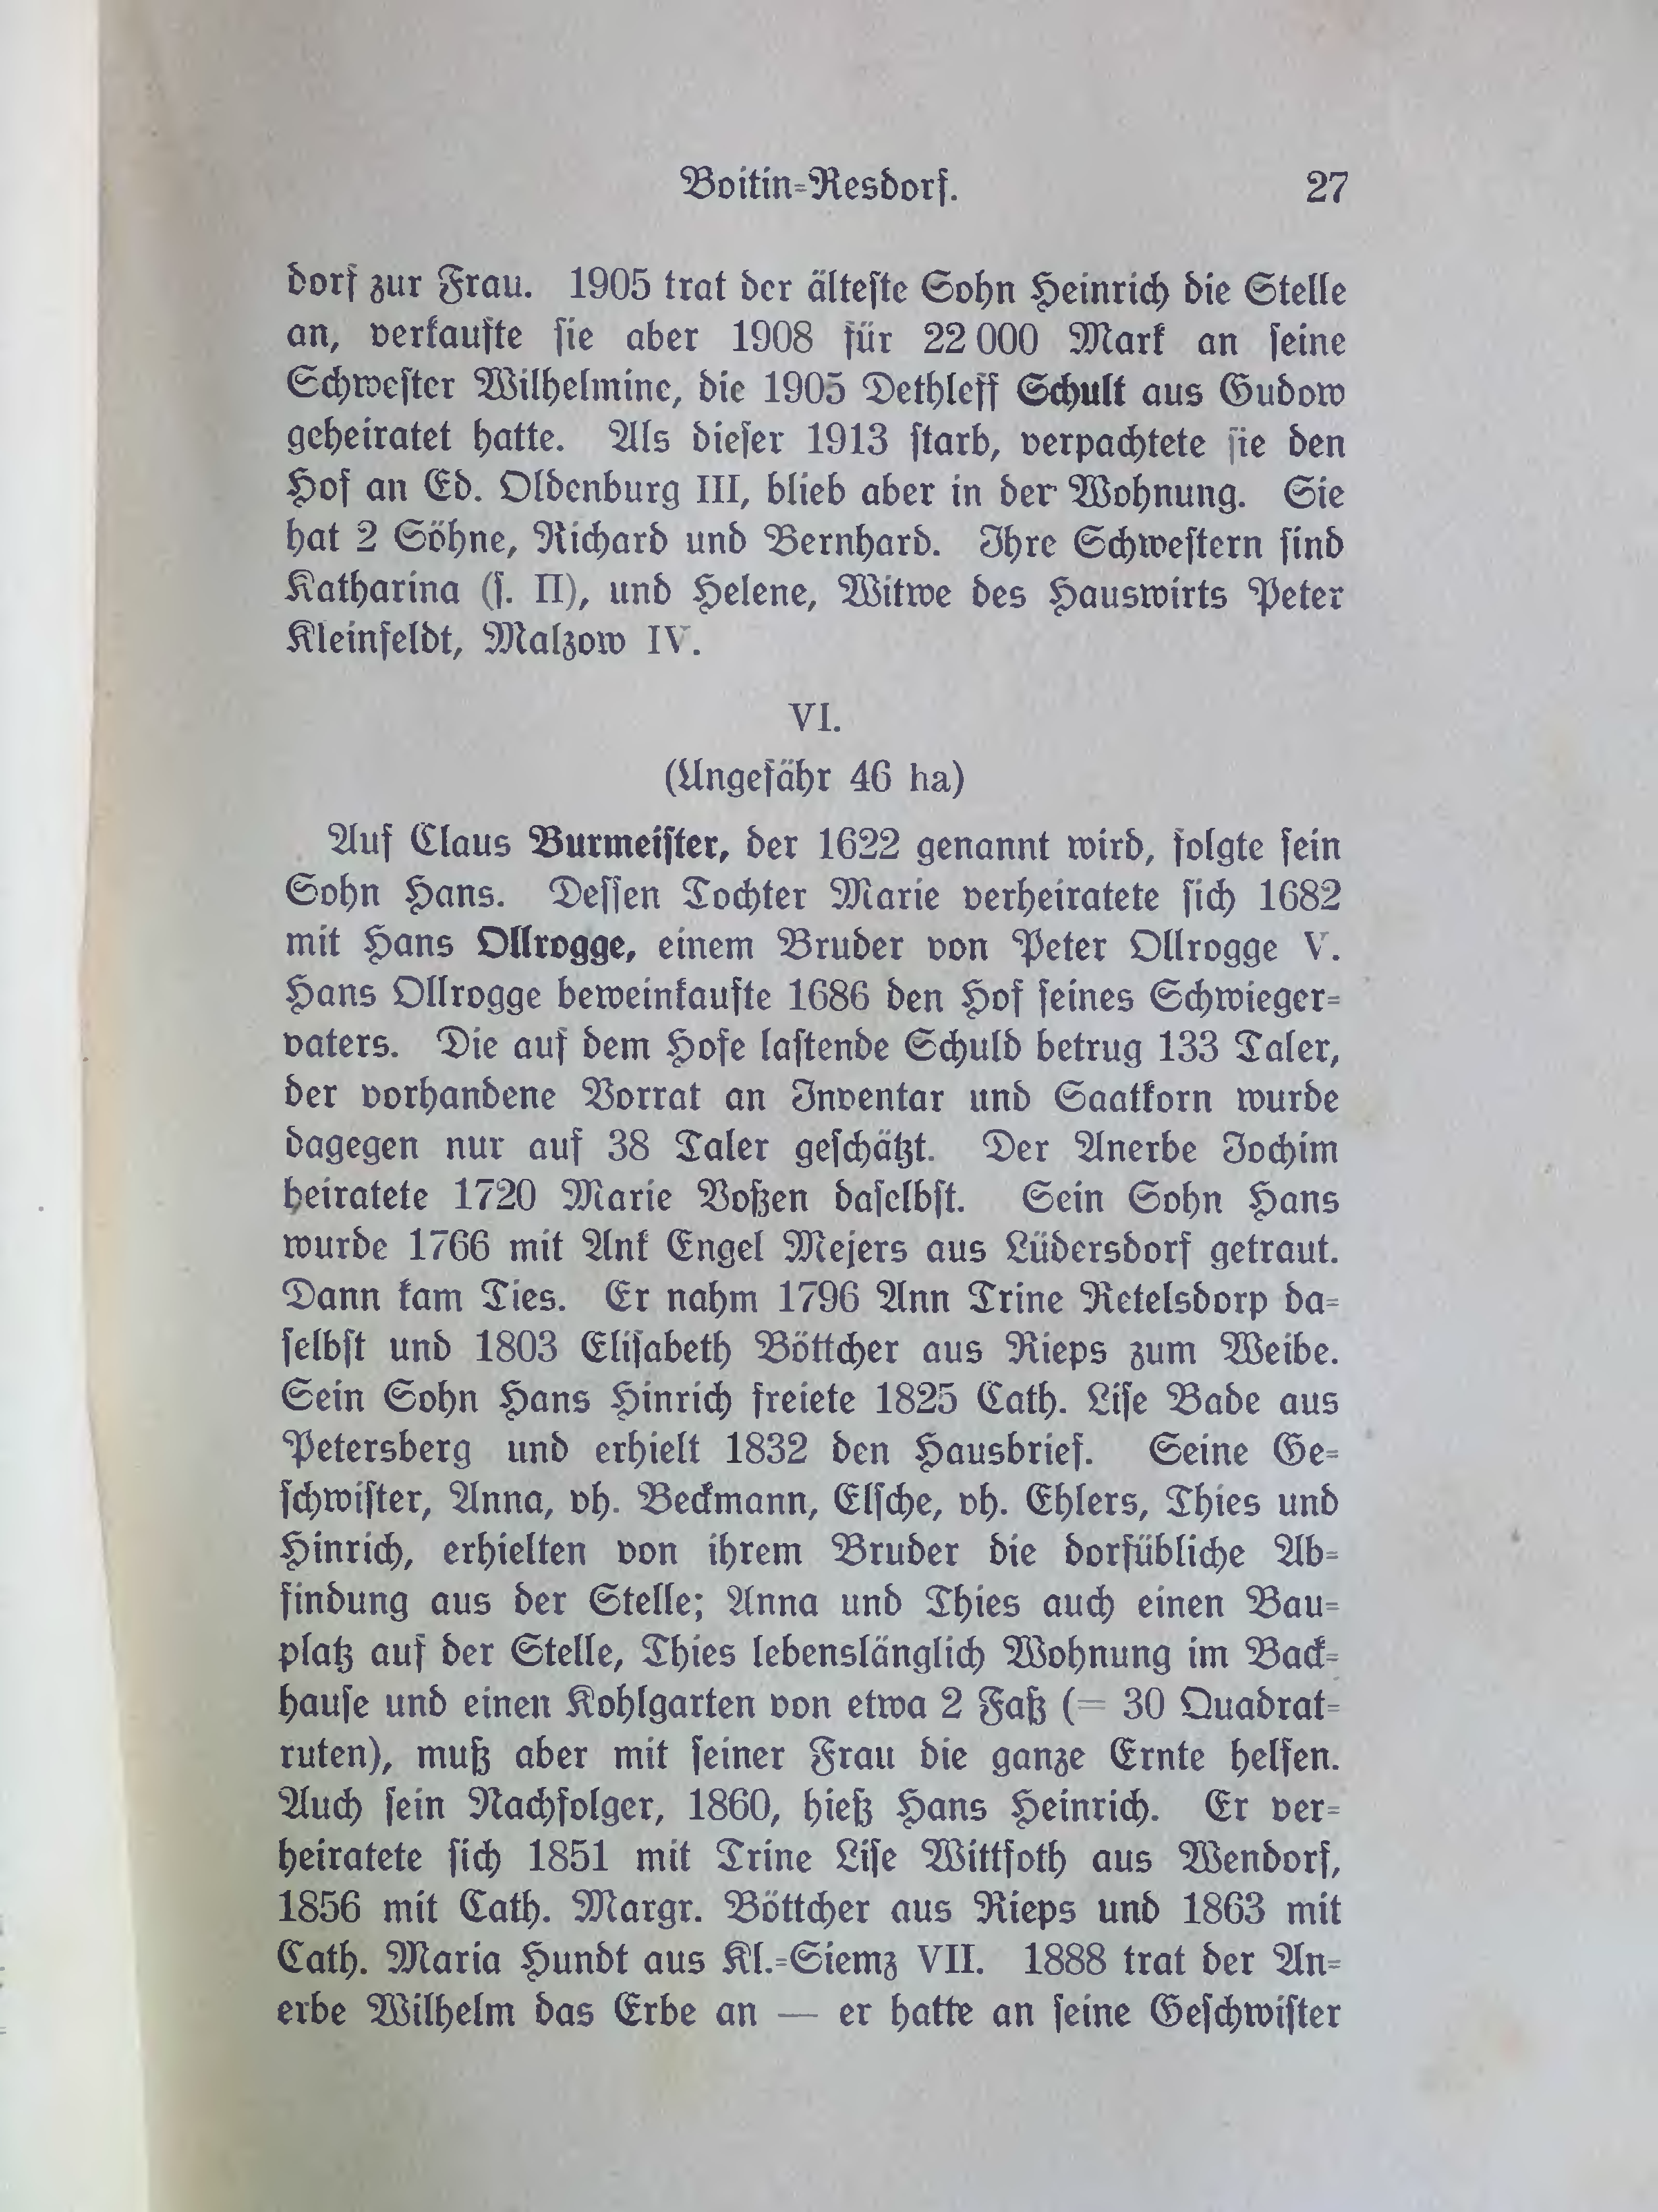 Boitin=Resdorf. 27
dorf zur Frau. 1905 trat der älteste Sohn Heinrich die Stelle
an, verkaufte sie aber 1908 für 22 000 Mark an seine
Schwester Wilhelmine, die 1905 Dethleff Schult aus Gudow
geheiratet hatte. Als dieser 1913 starb, verpachtete sie den
Hof an Ed. Oldenburg III, blieb aber in der Wohnung. Sie
hat 2 Söhne, Richard und Bernhard. Ihre Schwestern sind
Katharina (s. II), und Helene, Witwe des Hauswirts Peter
Kleinfeldt, Malzow IV.
VI.
(Ungefähr 46 ha)
Auf Claus Burmeister, der 1622 genannt wird, folgte sein
Sohn Hans. Dessen Tochter Marie verheiratete sich 1682
mit Hans Ollrogge, einem Bruder von Peter Ollrogge V.
Hans Ollrogge beweinkaufte 1686 den Hof seines Schwieger=
vaters. Die auf dem Hofe lastende Schuld betrug 133 Taler,
der vorhandene Vorrat an Inventar und Saatkorn wurde
dagegen nur auf 38 Taler geschätzt. Der Anerbe Jochim
heiratete 1720 Marie Voßen daselbst. Sein Sohn Hans
wurde 1766 mit Ank Engel Mejers aus Lüdersdorf getraut.
Dann kam Ties. Er nahm 1796 Ann Trine Retelsdorp da=
selbst und 1803 Elisabeth Böttcher aus Rieps zum Weibe.
Sein Sohn Hans Hinrich freiete 1825 Cath. Lise Bade aus
Petersberg und erhielt 1832 den Hausbrief. Seine Ge=
schwister, Anna, vh. Beckmann, Elsche, vh. Ehlers, Thies und
Hinrich, erhielten von ihrem Bruder die dorfübliche Ab=
findung aus der Stelle; Anna und Thies auch einen Bau=
platz auf der Stelle, Thies lebenslänglich Wohnung im Back=
hause und einen Kohlgarten von etwa 2 Faß (= 30 Quadrat=
ruten), muß aber mit seiner Frau die ganze Ernte helfen.
Auch sein Nachfolger, 1860, hieß Hans Heinrich. Er ver=
heiratete sich 1851 mit Trine Lise Wittfoth aus Wendorf,
1856 mit Cath. Margr. Böttcher aus Rieps und 1863 mit
Cath. Maria Hundt aus Kl.=Siemz VII. 1888 trat der An=
erbe Wilhelm das Erbe an — er hatte an seine Geschwister